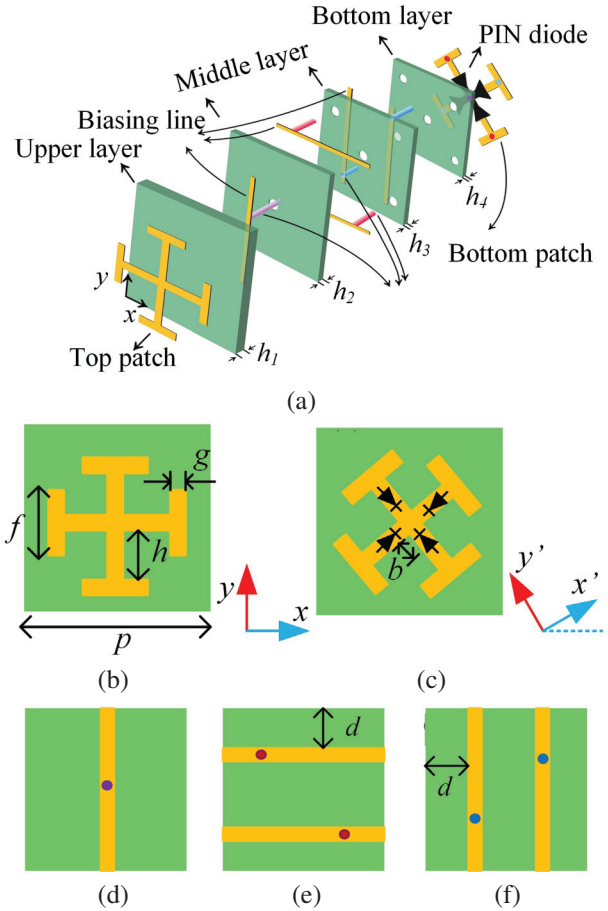 Bottom layer
PIN diode
Middle layer
Biasing line
Upper layer
h4
h3
Bottom patch
h2
y
x
h1
Top patch
(a)
g
f
h
b
y
x
y’
x’
p
(b)
(c)
d
d
(d)
(e)
(f)